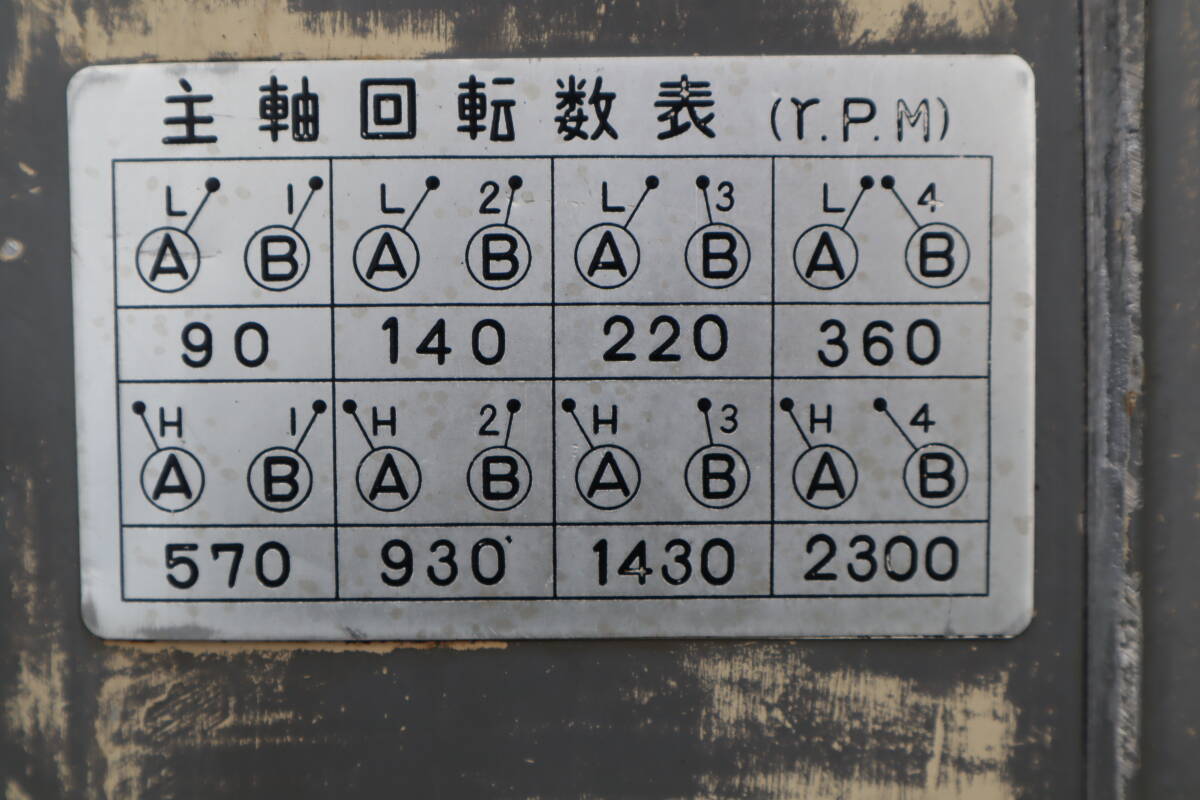 主軸回転数表 (r.P.M)
L 1 L 2 L 3 L 4
A B A B A B A B
90 140 220 360
H 1 H 2 H 3 H 4
A B A B A B A B
570 930 1430 2300